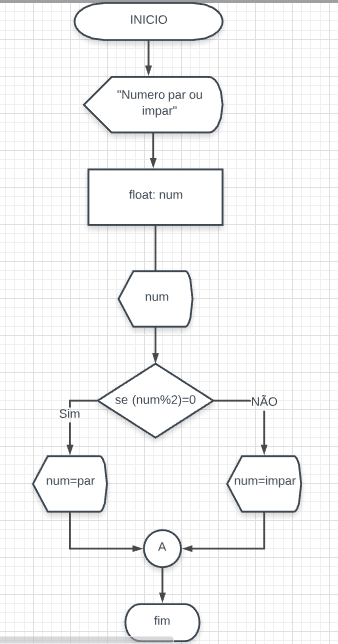 INICIO
"Numero par ou
impar"
float: num
num
se (num%2)=0
Sim
NÃO
num=par
num=impar
A
fim